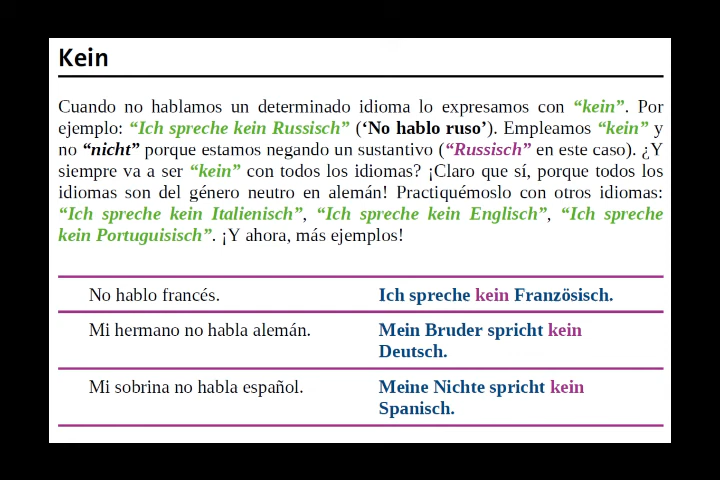 Kein
Cuando no hablamos un determinado idioma lo expresamos con “kein”. Por
ejemplo: “Ich spreche kein Russisch” (‘No hablo ruso’). Empleamos “kein” y
no “nicht” porque estamos negando un sustantivo (“Russisch” en este caso). ¿Y
siempre va a ser “kein” con todos los idiomas? ¡Claro que sí, porque todos los
idiomas son del género neutro en alemán! Practiquémoslo con otros idiomas:
“Ich spreche kein Italienisch”, “Ich spreche kein Englisch”, “Ich spreche
kein Portuguisisch”. ¡Y ahora, más ejemplos!
No hablo francés. Ich spreche kein Französisch.
Mi hermano no habla alemán. Mein Bruder spricht kein
Deutsch.
Mi sobrina no habla español. Meine Nichte spricht kein
Spanisch.